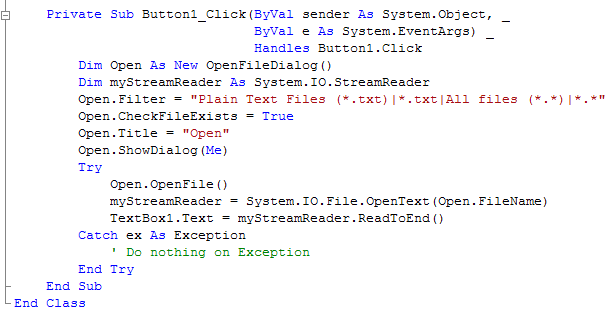 Private Sub Button1_Click(ByVal sender As System.Object, _
ByVal e As System.EventArgs) _
Handles Button1.Click
Dim Open As New OpenFileDialog()
Dim myStreamReader As System.IO.StreamReader
Open.Filter = "Plain Text Files (*.txt)|*.txt|All files (*.*)|*.*"
Open.CheckFileExists = True
Open.Title = "Open"
Open.ShowDialog(Me)
Try
Open.OpenFile()
myStreamReader = System.IO.File.OpenText(Open.FileName)
TextBox1.Text = myStreamReader.ReadToEnd()
Catch ex As Exception
' Do nothing on Exception
End Try
End Sub
End Class